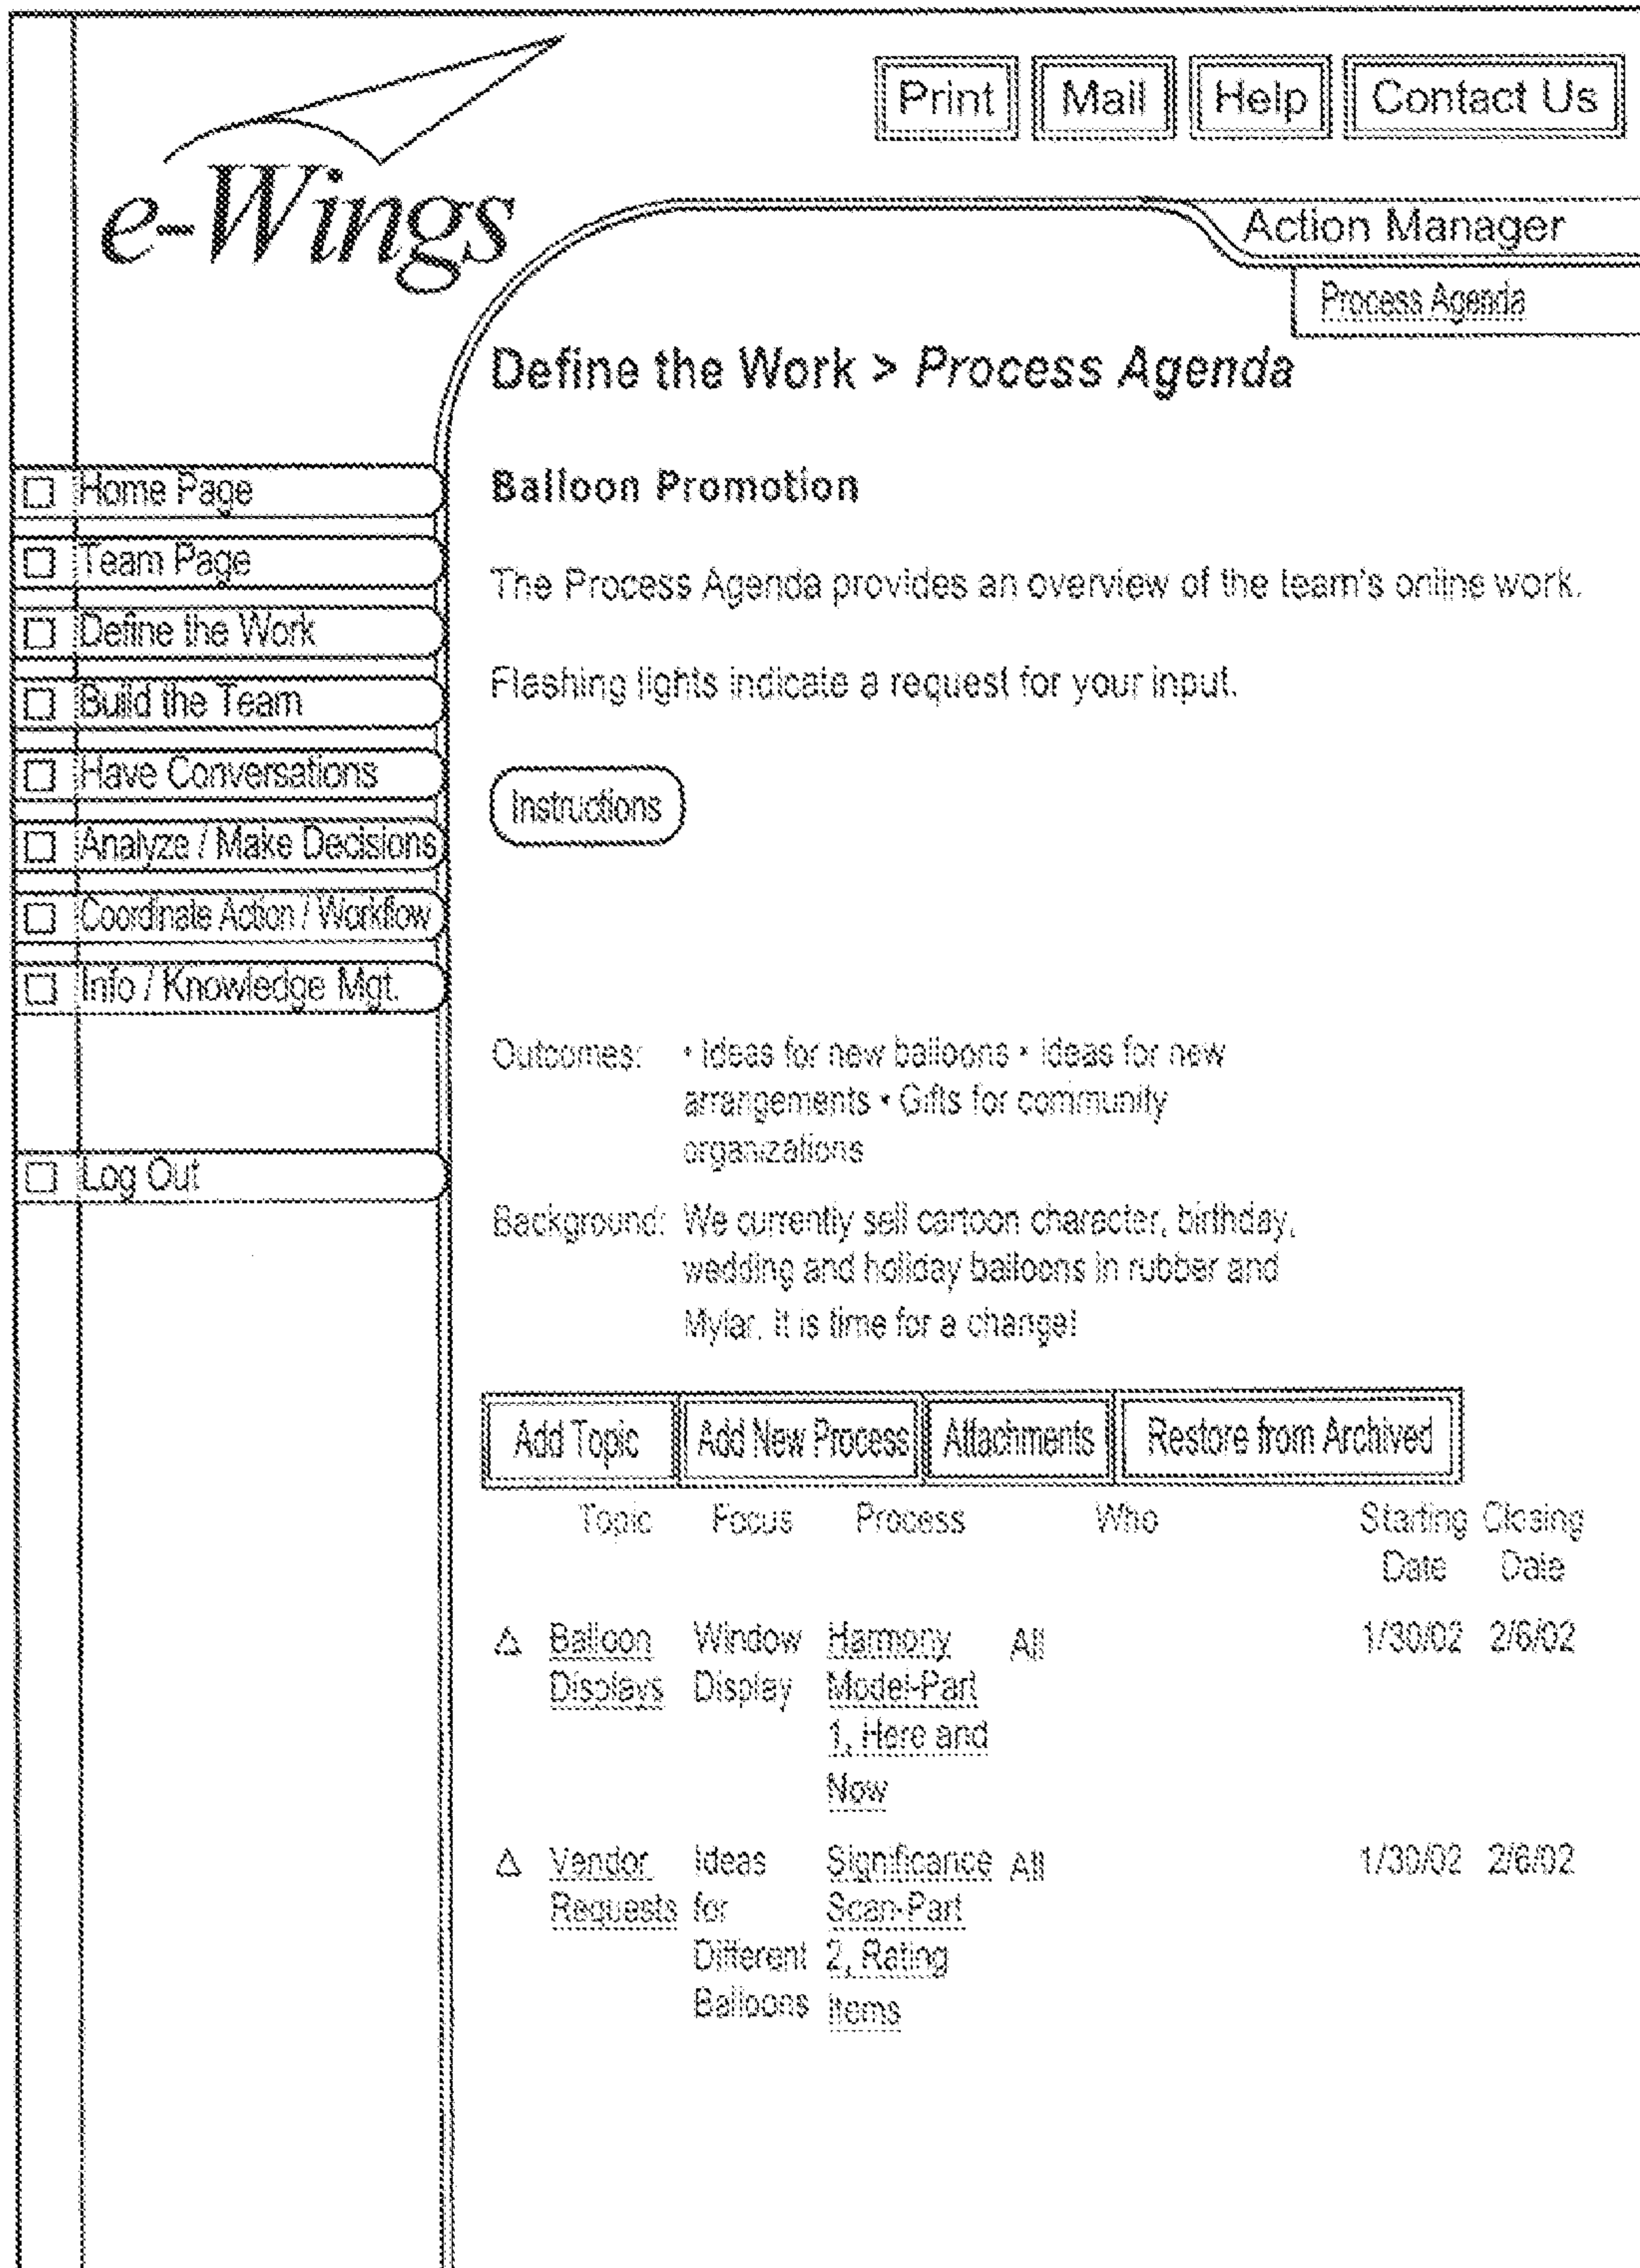 Print Mail Help Contact Us
e-Wings
Action Manager
Process Agenda
Define the Work > Process Agenda
Home Page
Team Page
Define the Work
Build the Team
Have Conversations
Analyze / Make Decisions
Coordinate Action / Workflow
Info / Knowledge Mgt.
Log Out
Balloon Promotion
The Process Agenda provides an overview of the team's online work.
Flashing lights indicate a request for your input.
Instructions
Outcomes: • Ideas for new balloons • Ideas for new
arrangements • Gifts for community
organizations
Background: We currently sell cartoon character, birthday,
wedding and holiday balloons in rubber and
Mylar. It is time for a change!
Add Topic Add New Process Attachments Restore from Archived
Topic Focus Process Who Starting Closing
Date Date
Balloon Window Harmony All 1/30/02 2/6/02
Displays Display Model-Part
1, Here and
Now
Vendor Ideas Significance All 1/30/02 2/6/02
Requests for Scan-Part
Different 2, Rating
Balloons Items